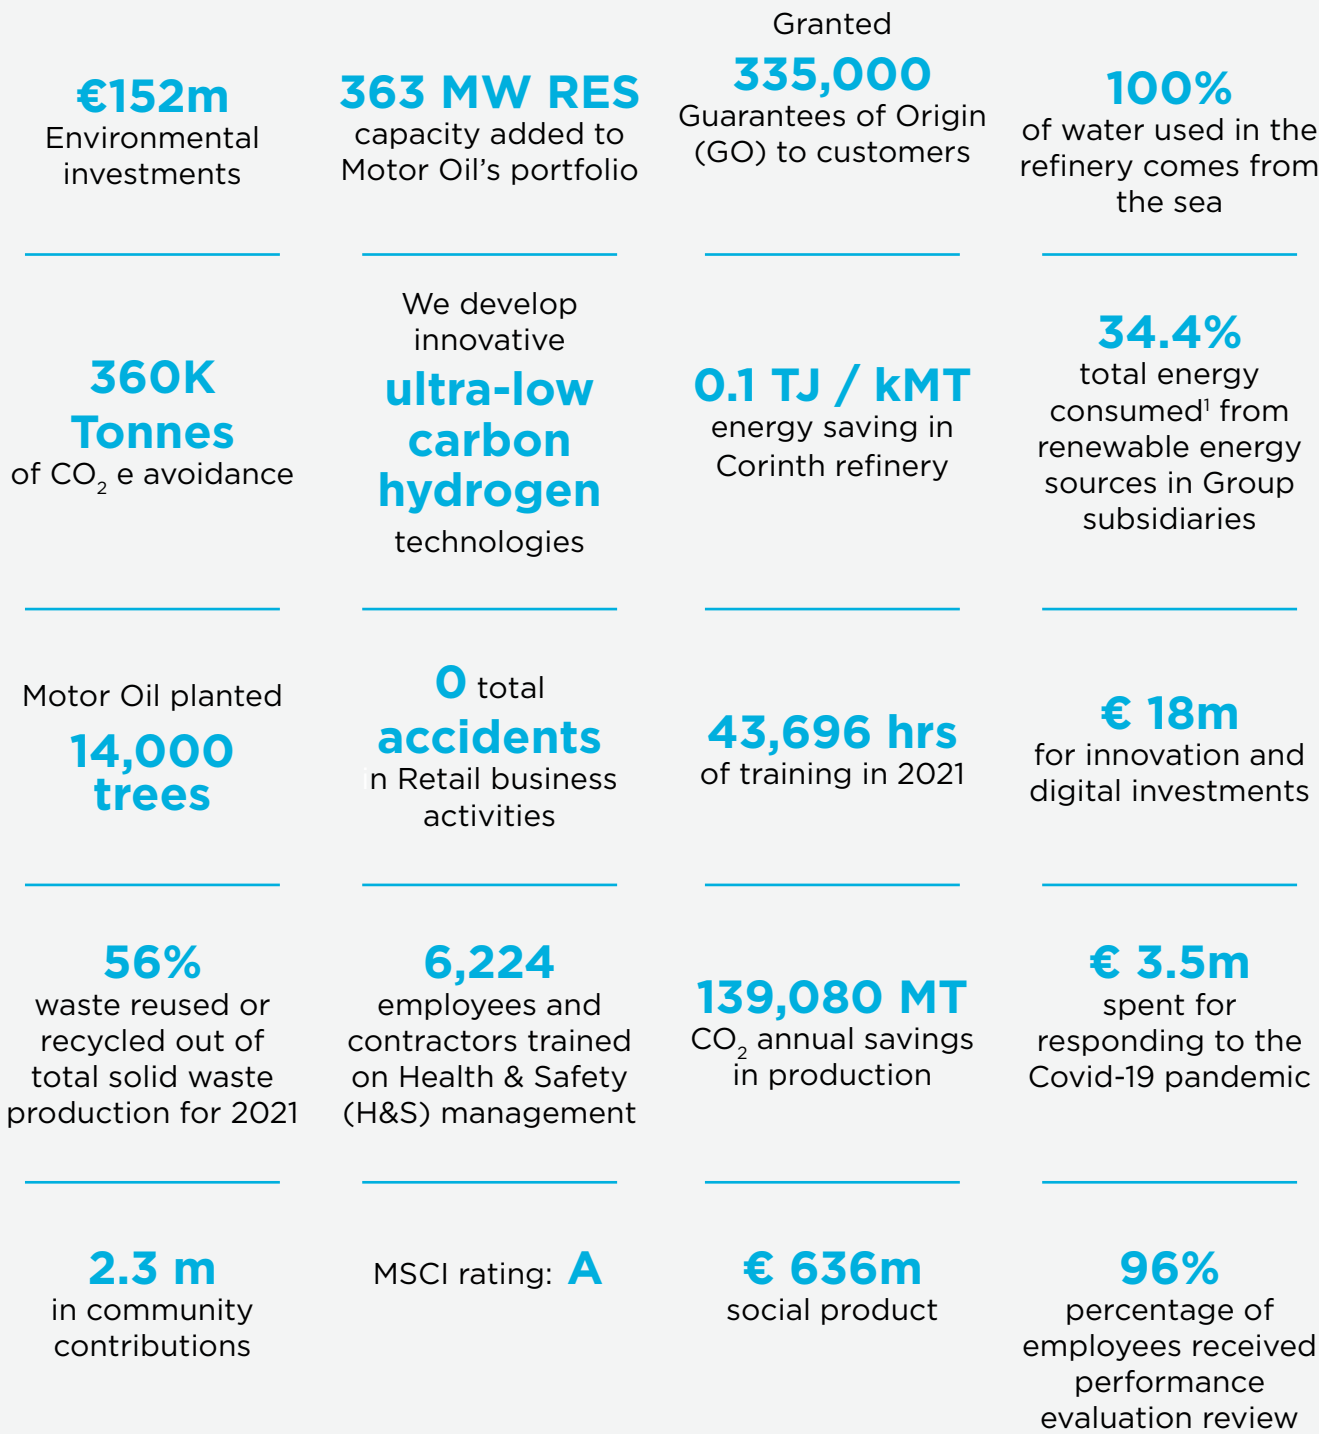 €152m
Environmental
investments
363 MW RES
capacity added to
Motor Oil’s portfolio
Granted
335,000
Guarantees of Origin
(GO) to customers
100%
of water used in the
refinery comes from
the sea
360K
Tonnes
of CO₂ e avoidance
We develop
innovative
ultra-low
carbon
hydrogen
technologies
0.1 TJ / kMT
energy saving in
Corinth refinery
34.4%
total energy
consumed¹ from
renewable energy
sources in Group
subsidiaries
Motor Oil planted
14,000
trees
0 total
accidents
in Retail business
activities
43,696 hrs
of training in 2021
€ 18m
for innovation and
digital investments
56%
waste reused or
recycled out of
total solid waste
production for 2021
6,224
employees and
contractors trained
on Health & Safety
(H&S) management
139,080 MT
CO₂ annual savings
in production
€ 3.5m
spent for
responding to the
Covid-19 pandemic
2.3 m
in community
contributions
MSCI rating: A
€ 636m
social product
96%
percentage of
employees received
performance
evaluation review